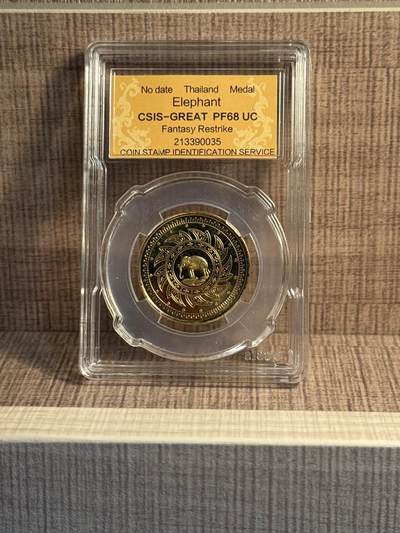 No date Thailand Medal
Elephant
CSIS-GREAT PF68 UC
Fantasy Restrike
213390035
COIN STAMP IDENTIFICATION SERVICE